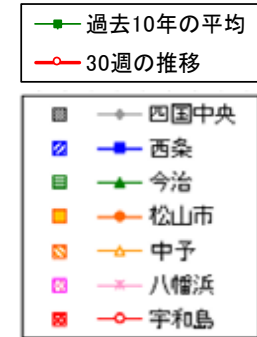 過去10年の平均
30週の推移
四国中央
西条
今治
松山市
中予
八幡浜
宇和島